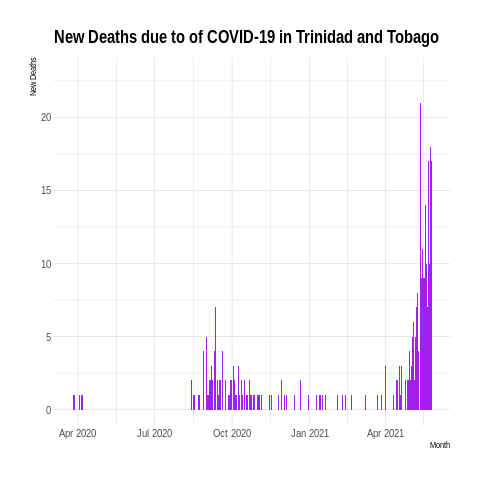 New Deaths due to of COVID-19 in Trinidad and Tobago
New Deaths
20
15
10
5
0
Apr 2020 Jul 2020 Oct 2020 Jan 2021 Apr 2021
Month